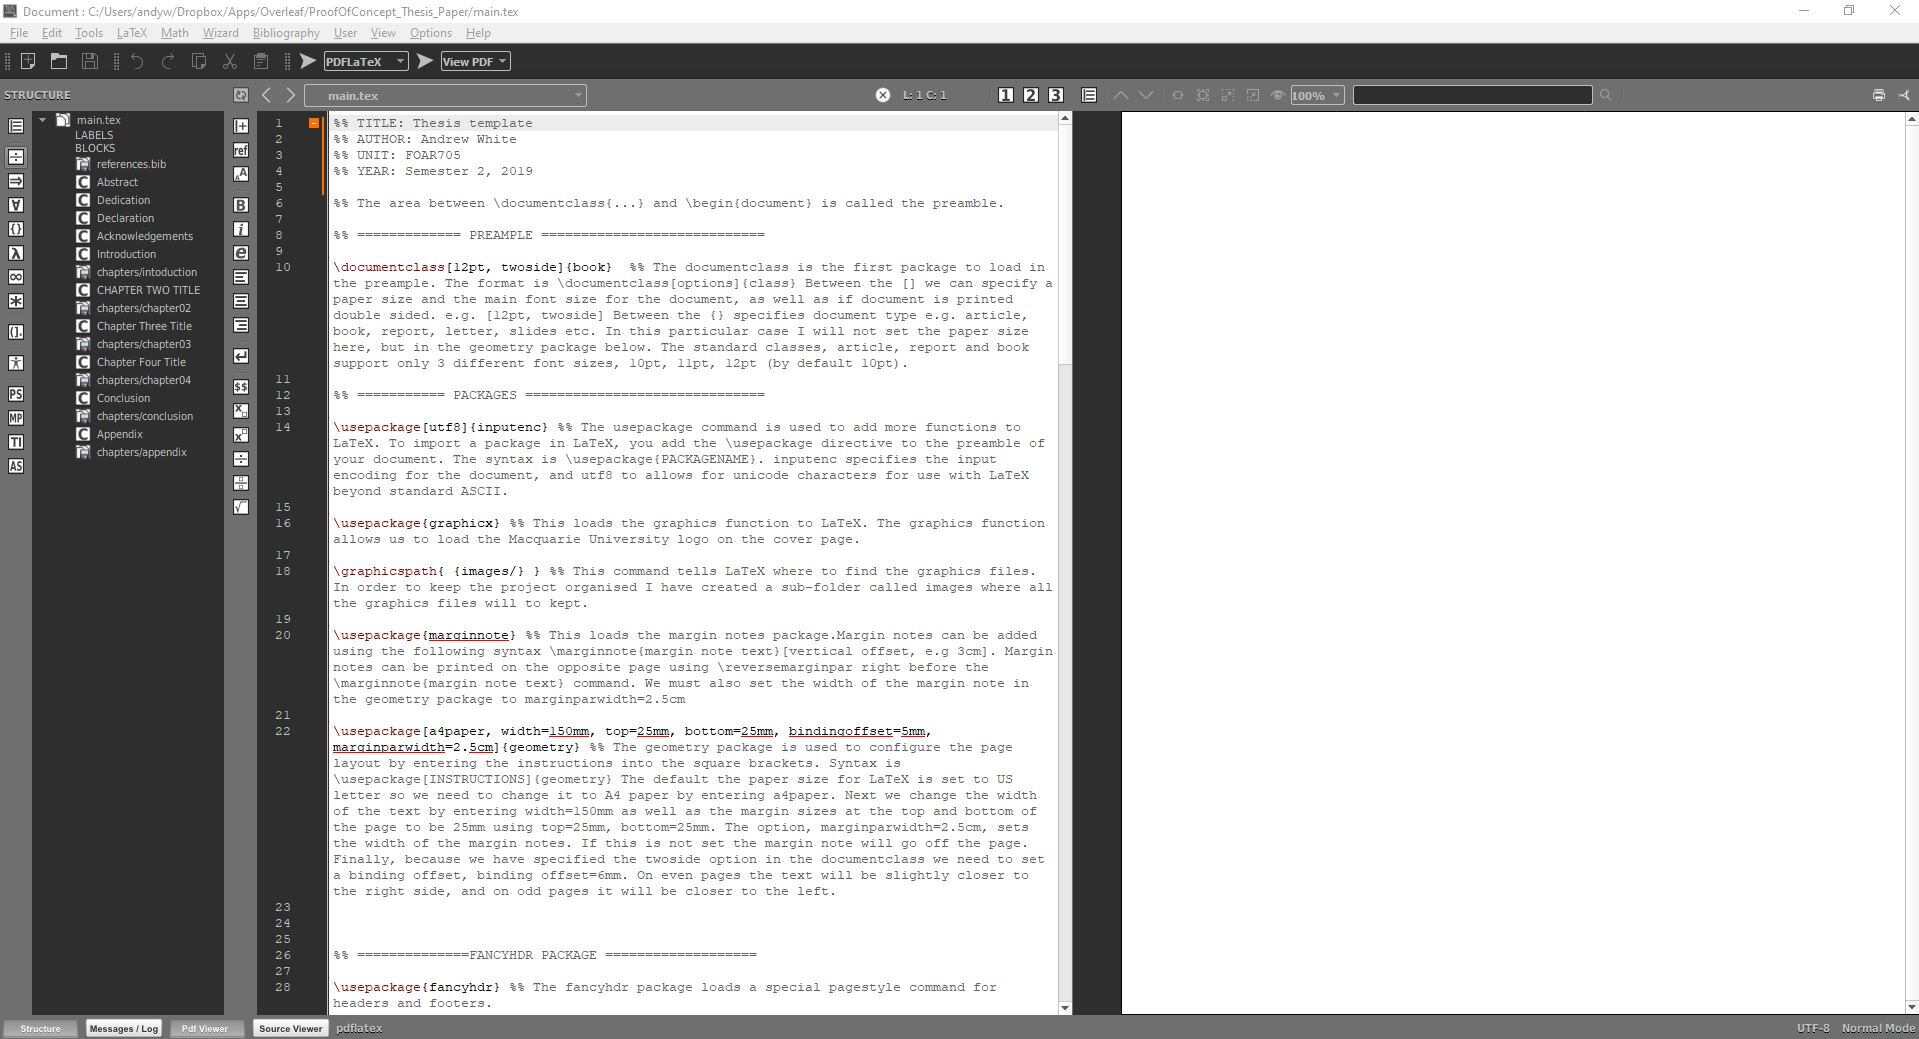 Document : C:/Users/andyw/Dropbox/Apps/Overleaf/ProofOfConcept_Thesis_Paper/main.tex
File Edit Tools LaTeX Math Wizard Bibliography User View Options Help
PDFLaTeX View PDF
STRUCTURE
main.tex
L: 1 C: 1
1 2 3
100%
main.tex
LABELS
BLOCKS
references.bib
Abstract
Dedication
Declaration
Acknowledgements
Introduction
chapters/intoduction
CHAPTER TWO TITLE
chapters/chapter02
Chapter Three Title
chapters/chapter03
Chapter Four Title
chapters/chapter04
Conclusion
chapters/conclusion
Appendix
chapters/appendix
PS
MP
TI
AS
ref
B
i
e
$$
1 %% TITLE: Thesis template
2 %% AUTHOR: Andrew White
3 %% UNIT: FOAR705
4 %% YEAR: Semester 2, 2019
5
6 %% The area between \documentclass{...} and \begin{document} is called the preamble.
7
8 %% ============= PREAMPLE ============================
9
10 \documentclass[12pt, twoside]{book}  %% The documentclass is the first package to load in
the preample. The format is \documentclass[options]{class} Between the [] we can specify a
paper size and the main font size for the document, as well as if document is printed
double sided. e.g. [12pt, twoside] Between the {} specifies document type e.g. article,
book, report, letter, slides etc. In this particular case I will not set the paper size
here, but in the geometry package below. The standard classes, article, report and book
support only 3 different font sizes, 10pt, 11pt, 12pt (by default 10pt).
11
12 %% =========== PACKAGES ==============================
13
14 \usepackage[utf8]{inputenc} %% The usepackage command is used to add more functions to
LaTeX. To import a package in LaTeX, you add the \usepackage directive to the preamble of
your document. The syntax is \usepackage{PACKAGENAME}. inputenc specifies the input
encoding for the document, and utf8 to allows for unicode characters for use with LaTeX
beyond standard ASCII.
15
16 \usepackage{graphicx} %% This loads the graphics function to LaTeX. The graphics function
allows us to load the Macquarie University logo on the cover page.
17
18 \graphicspath{ {images/} } %% This command tells LaTeX where to find the graphics files.
In order to keep the project organised I have created a sub-folder called images where all
the graphics files will to kept.
19
20 \usepackage{marginnote} %% This loads the margin notes package.Margin notes can be added
using the following syntax \marginnote{margin note text}[vertical offset, e.g 3cm]. Margin
notes can be printed on the opposite page using \reversemarginpar right before the
\marginnote{margin note text} command. We must also set the width of the margin note in
the geometry package to marginparwidth=2.5cm
21
22 \usepackage[a4paper, width=150mm, top=25mm, bottom=25mm, bindingoffset=5mm,
marginparwidth=2.5cm]{geometry} %% The geometry package is used to configure the page
layout by entering the instructions into the square brackets. Syntax is
\usepackage[INSTRUCTIONS]{geometry} The default the paper size for LaTeX is set to US
letter so we need to change it to A4 paper by entering a4paper. Next we change the width
of the text by entering width=150mm as well as the margin sizes at the top and bottom of
the page to be 25mm using top=25mm, bottom=25mm. The option, marginparwidth=2.5cm, sets
the width of the margin notes. If this is not set the margin note will go off the page.
Finally, because we have specified the twoside option in the documentclass we need to set
a binding offset, binding offset=6mm. On even pages the text will be slightly closer to
the right side, and on odd pages it will be closer to the left.
23
24
25
26 %% ==============FANCYHDR PACKAGE ===================
27
28 \usepackage{fancyhdr} %% The fancyhdr package loads a special pagestyle command for
headers and footers.
Structure Messages / Log Pdf Viewer Source Viewer pdflatex
UTF-8 Normal Mode